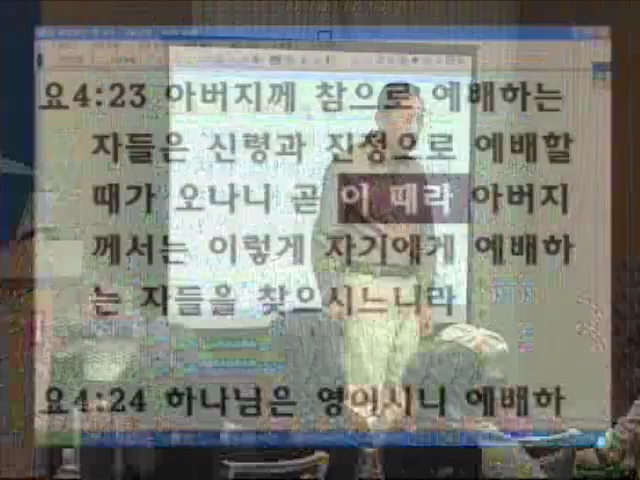 요4:23 아버지께 참으로 예배하는
자들은 신령과 진정으로 예배할
때가 오나니 곧 이 때라 아버지
께서는 이렇게 자기에게 예배하
는 자들을 찾으시느니라
요4:24 하나님은 영이시니 예배하